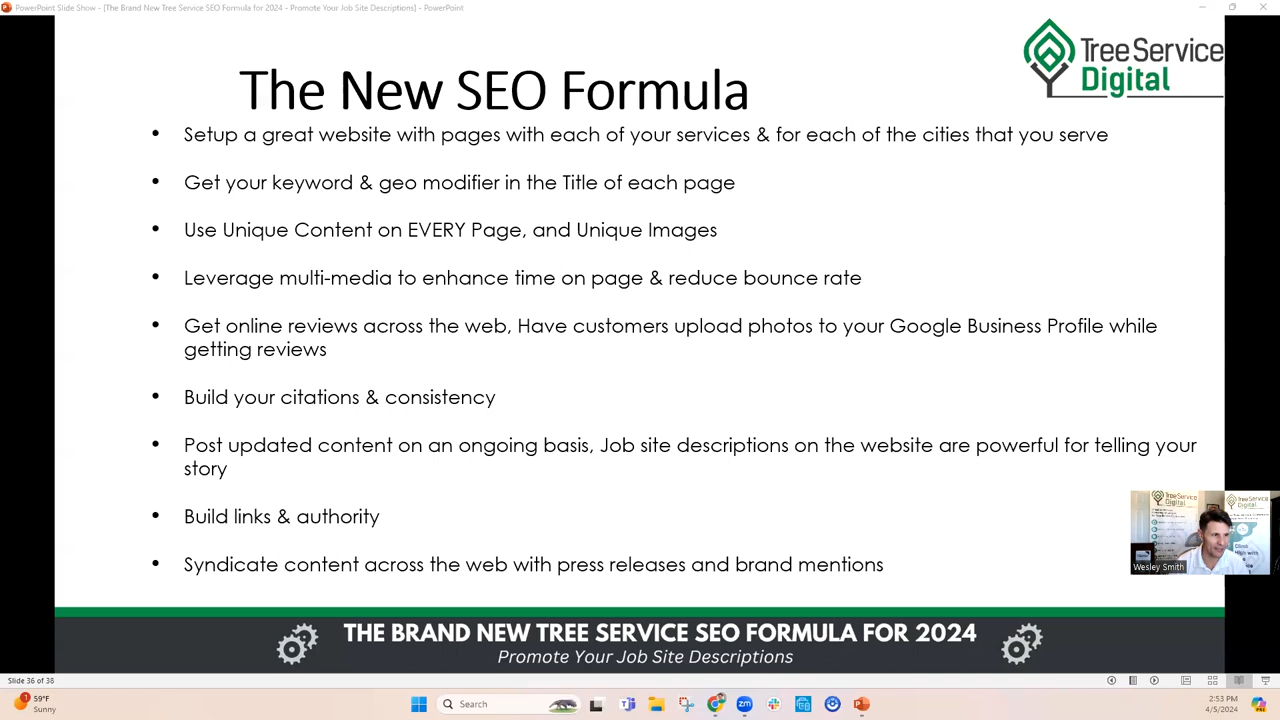 PowerPoint Slide Show - [The Brand New Tree Service SEO Formula for 2024 - Promote Your Job Site Descriptions] - PowerPoint
Tree Service
Digital
The New SEO Formula
• Setup a great website with pages with each of your services & for each of the cities that you serve
• Get your keyword & geo modifier in the Title of each page
• Use Unique Content on EVERY Page, and Unique Images
• Leverage multi-media to enhance time on page & reduce bounce rate
• Get online reviews across the web, Have customers upload photos to your Google Business Profile while
getting reviews
• Build your citations & consistency
• Post updated content on an ongoing basis, Job site descriptions on the website are powerful for telling your
story
• Build links & authority
• Syndicate content across the web with press releases and brand mentions
Tree Service
Digital
Tree Service
Digital
Wesley Smith
THE BRAND NEW TREE SERVICE SEO FORMULA FOR 2024
Promote Your Job Site Descriptions
Slide 36 of 38
1
59°F
Sunny
Search
2:53 PM
4/5/2024